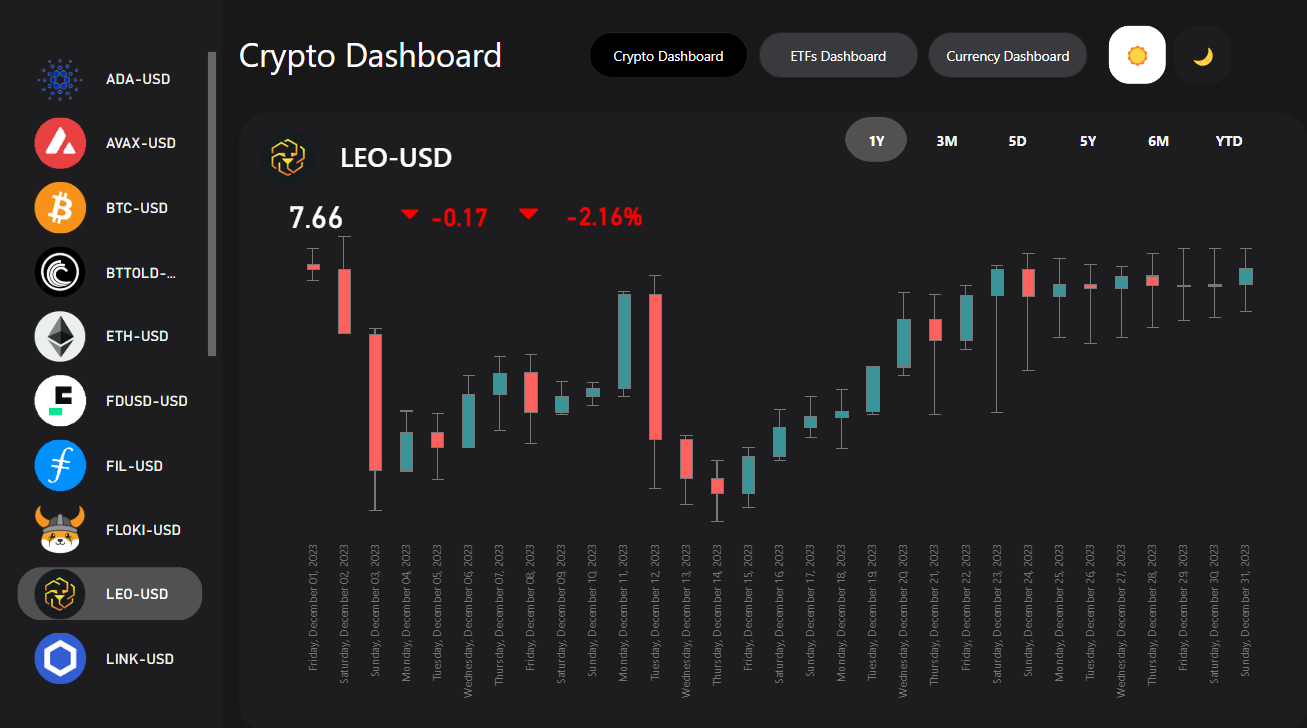 ADA-USD
AVAX-USD
BTC-USD
BTTOLD-...
ETH-USD
FDUSD-USD
FIL-USD
FLOKI-USD
LEO-USD
LINK-USD
Crypto Dashboard
Crypto Dashboard
ETFs Dashboard
Currency Dashboard
LEO-USD
1Y
3M
5D
5Y
6M
YTD
7.66
-0.17
-2.16%
Friday, December 01, 2023
Saturday, December 02, 2023
Sunday, December 03, 2023
Monday, December 04, 2023
Tuesday, December 05, 2023
Wednesday, December 06, 2023
Thursday, December 07, 2023
Friday, December 08, 2023
Saturday, December 09, 2023
Sunday, December 10, 2023
Monday, December 11, 2023
Tuesday, December 12, 2023
Wednesday, December 13, 2023
Thursday, December 14, 2023
Friday, December 15, 2023
Saturday, December 16, 2023
Sunday, December 17, 2023
Monday, December 18, 2023
Tuesday, December 19, 2023
Wednesday, December 20, 2023
Thursday, December 21, 2023
Friday, December 22, 2023
Saturday, December 23, 2023
Sunday, December 24, 2023
Monday, December 25, 2023
Tuesday, December 26, 2023
Wednesday, December 27, 2023
Thursday, December 28, 2023
Friday, December 29, 2023
Saturday, December 30, 2023
Sunday, December 31, 2023